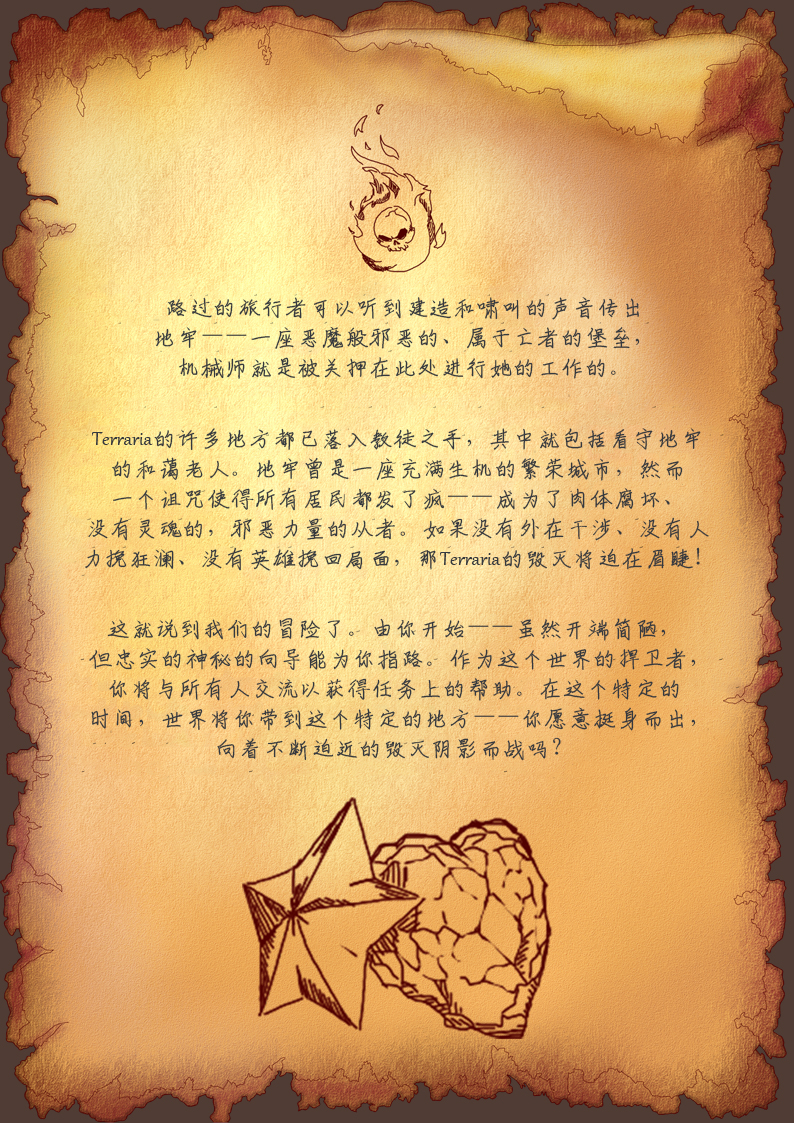 路过的旅行者可以听到建造和啸叫的声音传出
地牢——一座恶魔般邪恶的、属于亡者的堡垒，
机械师就是被关押在此处进行她的工作的。
Terraria的许多地方都已落入教徒之手，其中就包括看守地牢
的和蔼老人。地牢曾是一座充满生机的繁荣城市，然而
一个诅咒使得所有居民都发了疯——成为了肉体腐坏、
没有灵魂的，邪恶力量的从者。如果没有外在干涉、没有人
力挽狂澜、没有英雄挽回局面，那Terraria的毁灭将迫在眉睫！
这就说到我们的冒险了。由你开始——虽然开端简陋，
但忠实的神秘的向导能为你指路。作为这个世界的捍卫者，
你将与所有人交流以获得任务上的帮助。在这个特定的
时间，世界将你带到这个特定的地方——你愿意挺身而出，
向着不断迫近的毁灭阴影而战吗？